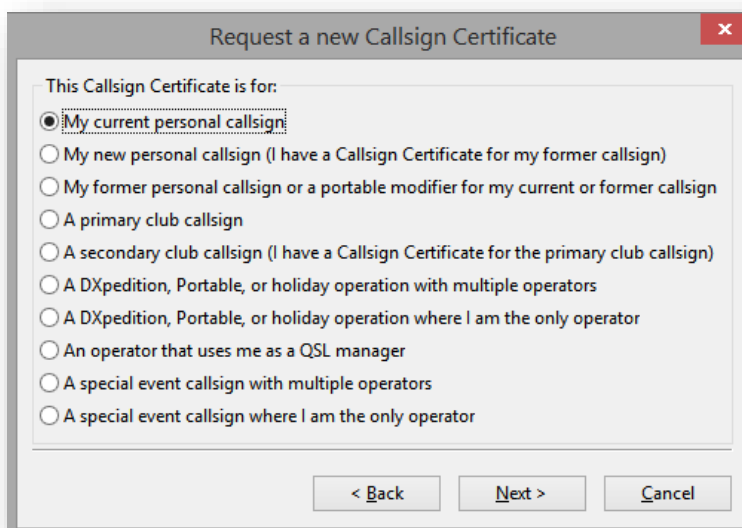 Request a new Callsign Certificate
x
This Callsign Certificate is for:
My current personal callsign
My new personal callsign (I have a Callsign Certificate for my former callsign)
My former personal callsign or a portable modifier for my current or former callsign
A primary club callsign
A secondary club callsign (I have a Callsign Certificate for the primary club callsign)
A DXpedition, Portable, or holiday operation with multiple operators
A DXpedition, Portable, or holiday operation where I am the only operator
An operator that uses me as a QSL manager
A special event callsign with multiple operators
A special event callsign where I am the only operator
< Back Next > Cancel